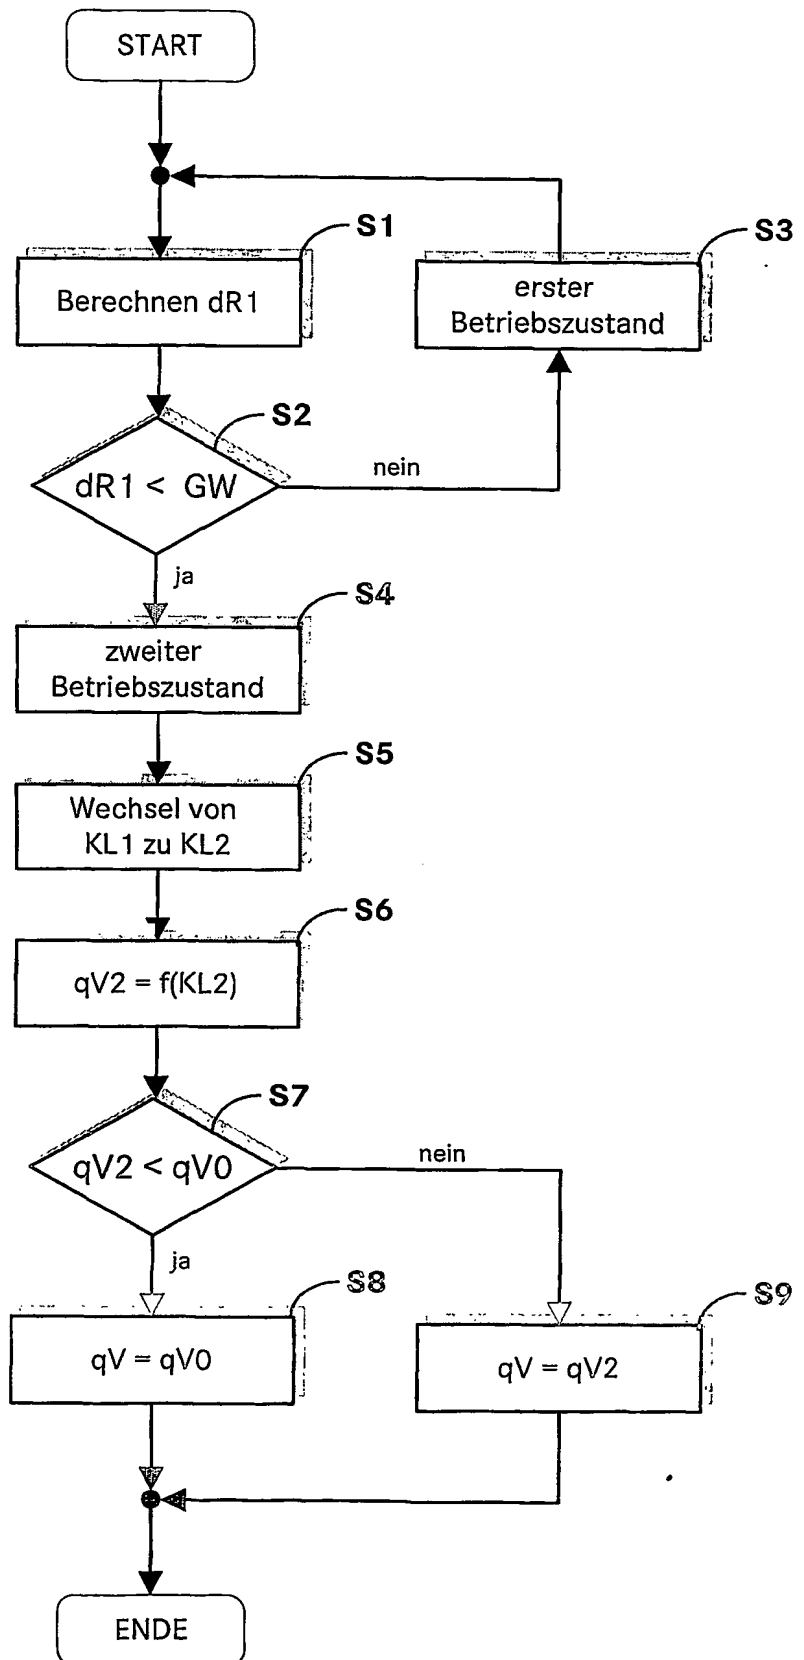 START
S1
S3
Berechnen dR1
erster
Betriebszustand
S2
dR1 < GW
nein
ja
S4
zweiter
Betriebszustand
S5
Wechsel von
KL1 zu KL2
S6
qV2 = f(KL2)
S7
qV2 < qV0
nein
ja
S8
S9
qV = qV0
qV = qV2
ENDE